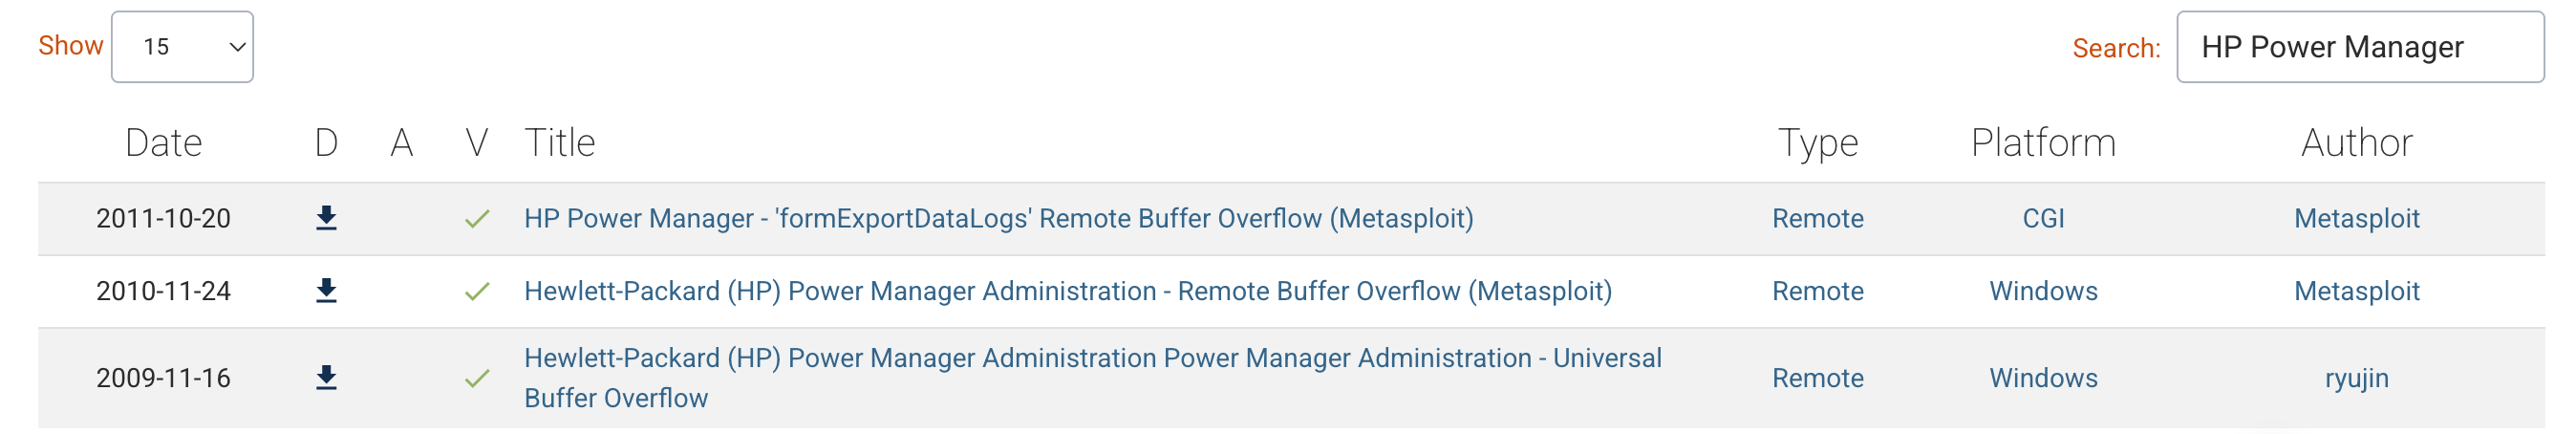 Show 15 Search: HP Power Manager
Date D A V Title Type Platform Author
2011-10-20 HP Power Manager - 'formExportDataLogs' Remote Buffer Overflow (Metasploit) Remote CGI Metasploit
2010-11-24 Hewlett-Packard (HP) Power Manager Administration - Remote Buffer Overflow (Metasploit) Remote Windows Metasploit
2009-11-16 Hewlett-Packard (HP) Power Manager Administration Power Manager Administration - Universal
Buffer Overflow Remote Windows ryujin